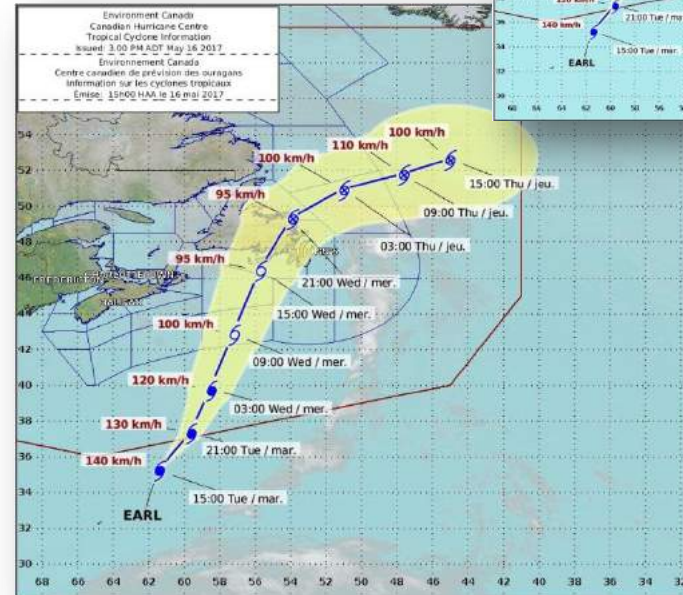 Environment Canada
Canadian Hurricane Centre
Tropical Cyclone Information
Issued: 3.00 PM ADT May 16 2017
Environnement Canada
Centre canadien de prévision des ouragans
Information sur les cyclones tropicaux
Émise: 15h00 HAA le 16 mai 2017
140 km/h
21:00 Tue / mar.
15:00 Tue / mar.
EARL
68 66 64 62 60 58 56
54
52
50
48
46
44
42
40
38
36
34
32
30
100 km/h
110 km/h
100 km/h
95 km/h
95 km/h
100 km/h
120 km/h
130 km/h
140 km/h
15:00 Thu / jeu.
09:00 Thu / jeu.
03:00 Thu / jeu.
21:00 Wed / mer.
15:00 Wed / mer.
09:00 Wed / mer.
03:00 Wed / mer.
21:00 Tue / mar.
15:00 Tue / mar.
EARL
68 66 64 62 60 58 56 54 52 50 48 46 44 42 40 38 36 34 32